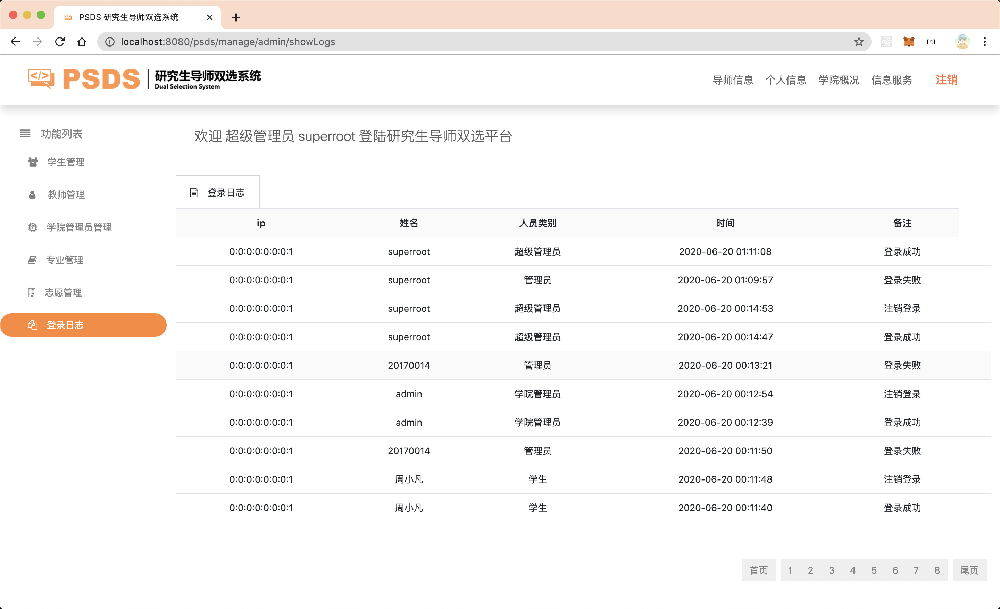 PSDS 研究生导师双选系统
localhost:8080/psds/manage/admin/showLogs
</> PSDS 研究生导师双选系统
Dual Selection System
导师信息 个人信息 学院概况 信息服务 注销
功能列表
学生管理
教师管理
学院管理员管理
专业管理
志愿管理
登录日志
欢迎 超级管理员 superroot 登陆研究生导师双选平台
登录日志
ip 姓名 人员类别 时间 备注
0:0:0:0:0:0:0:1 superroot 超级管理员 2020-06-20 01:11:08 登录成功
0:0:0:0:0:0:0:1 superroot 管理员 2020-06-20 01:09:57 登录失败
0:0:0:0:0:0:0:1 superroot 超级管理员 2020-06-20 00:14:53 注销登录
0:0:0:0:0:0:0:1 superroot 超级管理员 2020-06-20 00:14:47 登录成功
0:0:0:0:0:0:0:1 20170014 管理员 2020-06-20 00:13:21 登录失败
0:0:0:0:0:0:0:1 admin 学院管理员 2020-06-20 00:12:54 注销登录
0:0:0:0:0:0:0:1 admin 学院管理员 2020-06-20 00:12:39 登录成功
0:0:0:0:0:0:0:1 20170014 管理员 2020-06-20 00:11:50 登录失败
0:0:0:0:0:0:0:1 周小凡 学生 2020-06-20 00:11:48 注销登录
0:0:0:0:0:0:0:1 周小凡 学生 2020-06-20 00:11:40 登录成功
首页 1 2 3 4 5 6 7 8 尾页